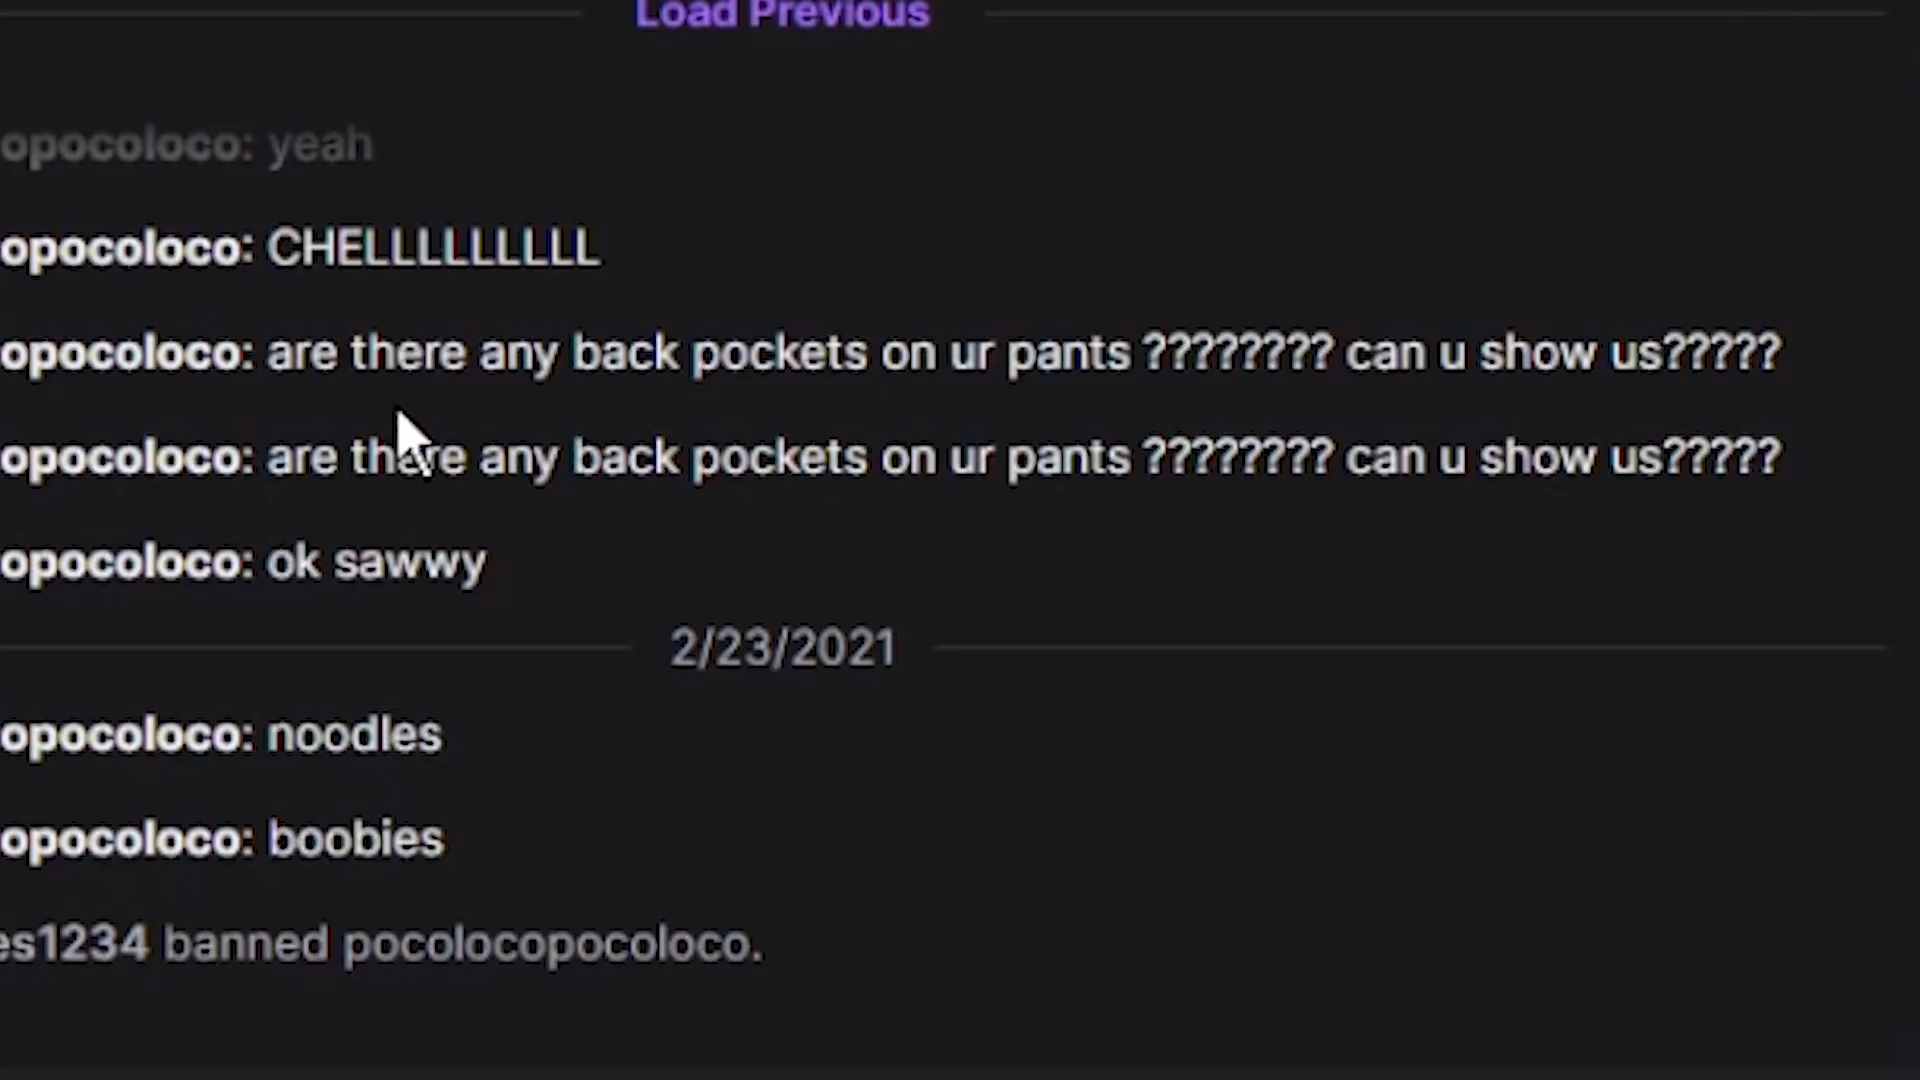 Load Previous
opocoloco: yeah
opocoloco: CHELLLLLLLLL
opocoloco: are there any back pockets on ur pants ???????? can u show us?????
opocoloco: are there any back pockets on ur pants ???????? can u show us?????
opocoloco: ok sawwy
2/23/2021
opocoloco: noodles
opocoloco: boobies
es1234 banned pocolocopocoloco.